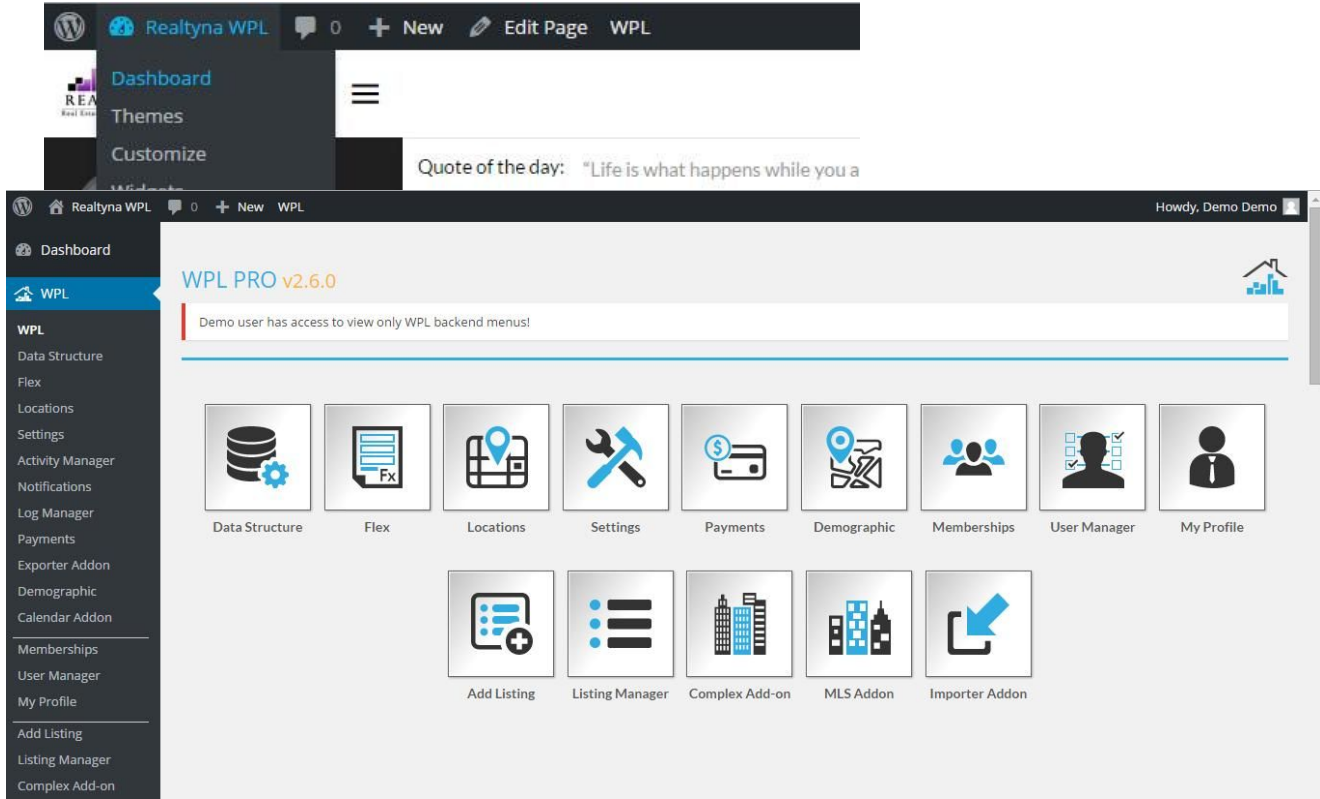 Realtyna WPL 0 New Edit Page WPL
Dashboard
Themes
Customize
Widgets
REA
Real Esta
Quote of the day: "Life is what happens while you a
Realtyna WPL 0 New WPL Howdy, Demo Demo
Dashboard
WPL
WPL
Data Structure
Flex
Locations
Settings
Activity Manager
Notifications
Log Manager
Payments
Exporter Addon
Demographic
Calendar Addon
Memberships
User Manager
My Profile
Add Listing
Listing Manager
Complex Add-on
WPL PRO v2.6.0
Demo user has access to view only WPL backend menus!
Fx
$
Data Structure Flex Locations Settings Payments Demographic Memberships User Manager My Profile
Add Listing Listing Manager Complex Add-on MLS Addon Importer Addon